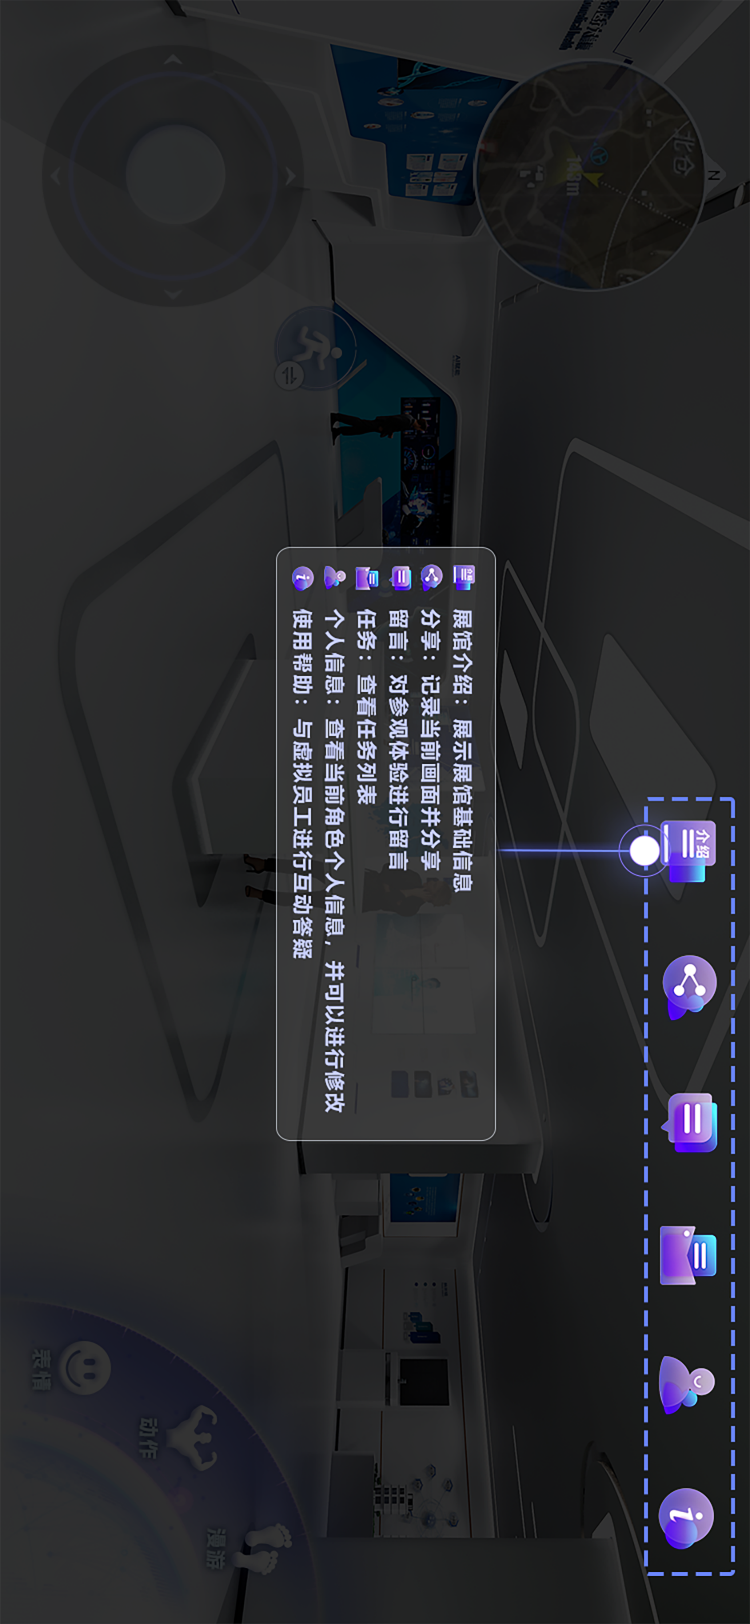 北仑
N
149m
介绍
展馆介绍：展示展馆基础信息
分享：记录当前画面并分享
留言：对参观体验进行留言
任务：查看任务列表
个人信息：查看当前角色个人信息，并可以进行修改
使用帮助：与虚拟员工进行互动答疑
漫游
动作
表情